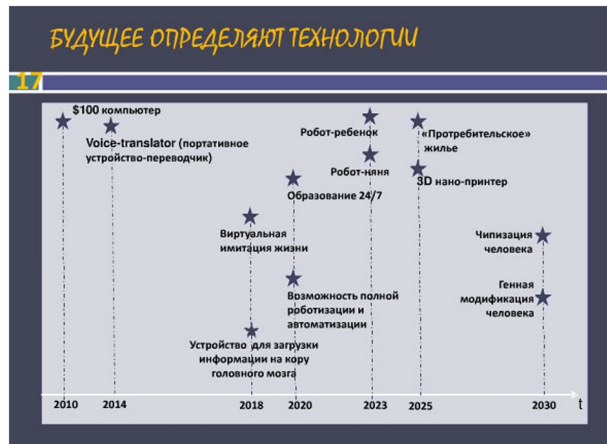 БУДУЩЕЕ ОПРЕДЕЛЯЮТ ТЕХНОЛОГИИ
17
$100 компьютер
Voice-translator (портативное
устройство-переводчик)
Робот-ребенок
«Протребительское»
жилье
Робот-няня
3D нано-принтер
Образование 24/7
Виртуальная
имитация жизни
Чипизация
человека
Возможность полной
роботизации и
автоматизации
Генная
модификация
человека
Устройство для загрузки
информации на кору
головного мозга
2010 2014 2018 2020 2023 2025 2030 t